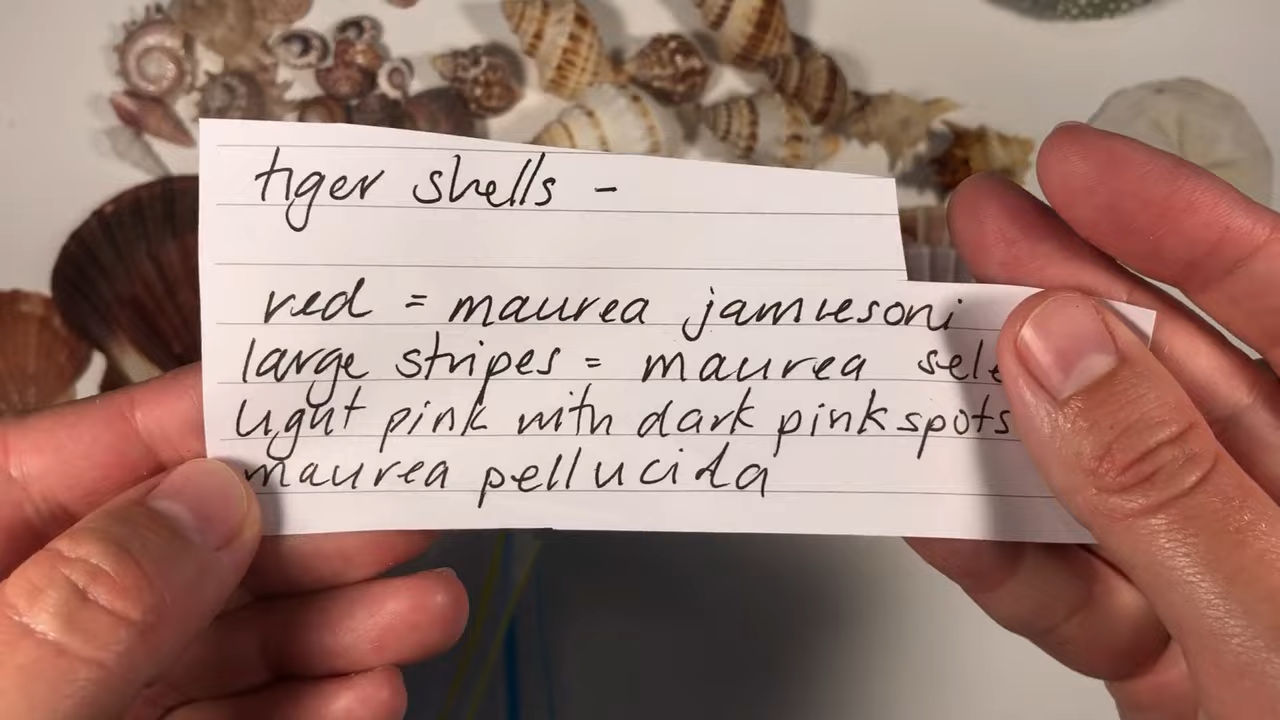 tiger shells -
red = maurea jamiesoni
large stripes = maurea
light pink with dark pink spots
maurea pellucida